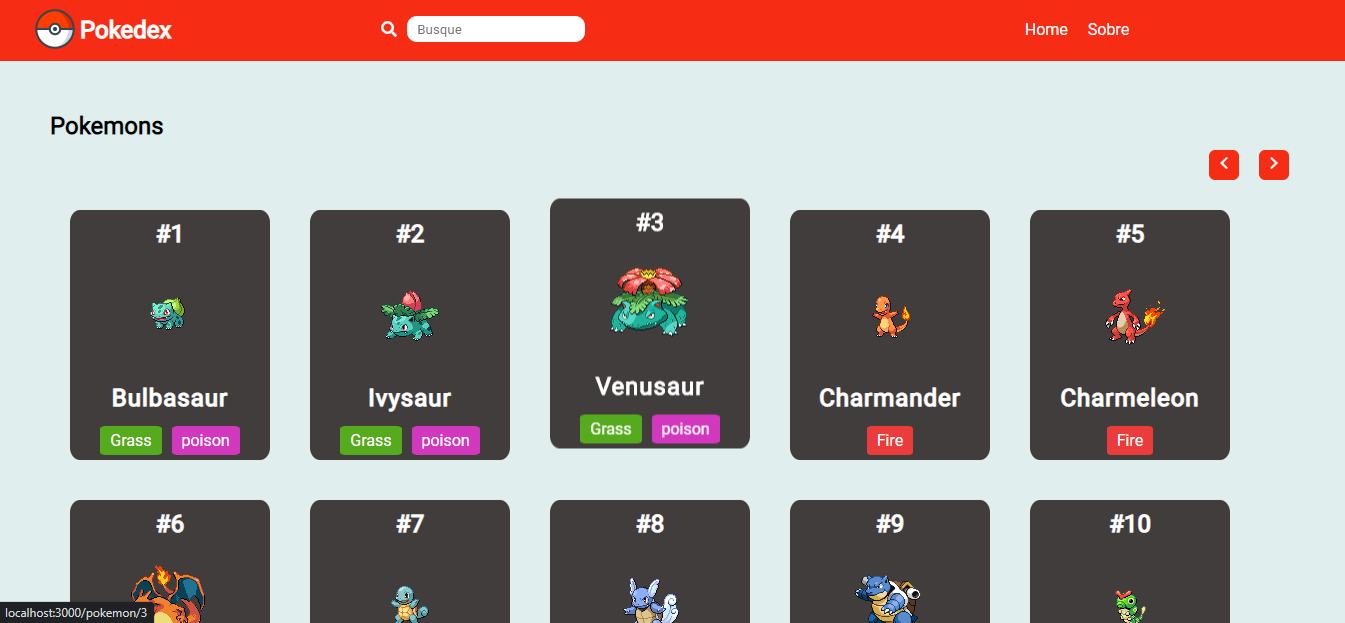 Pokedex
Busque
Home Sobre
Pokemons
#1 #2 #3 #4 #5
Bulbasaur Ivysaur Venusaur Charmander Charmeleon
Grass poison Grass poison Grass poison Fire Fire
#6 #7 #8 #9 #10
localhost:3000/pokemon/3